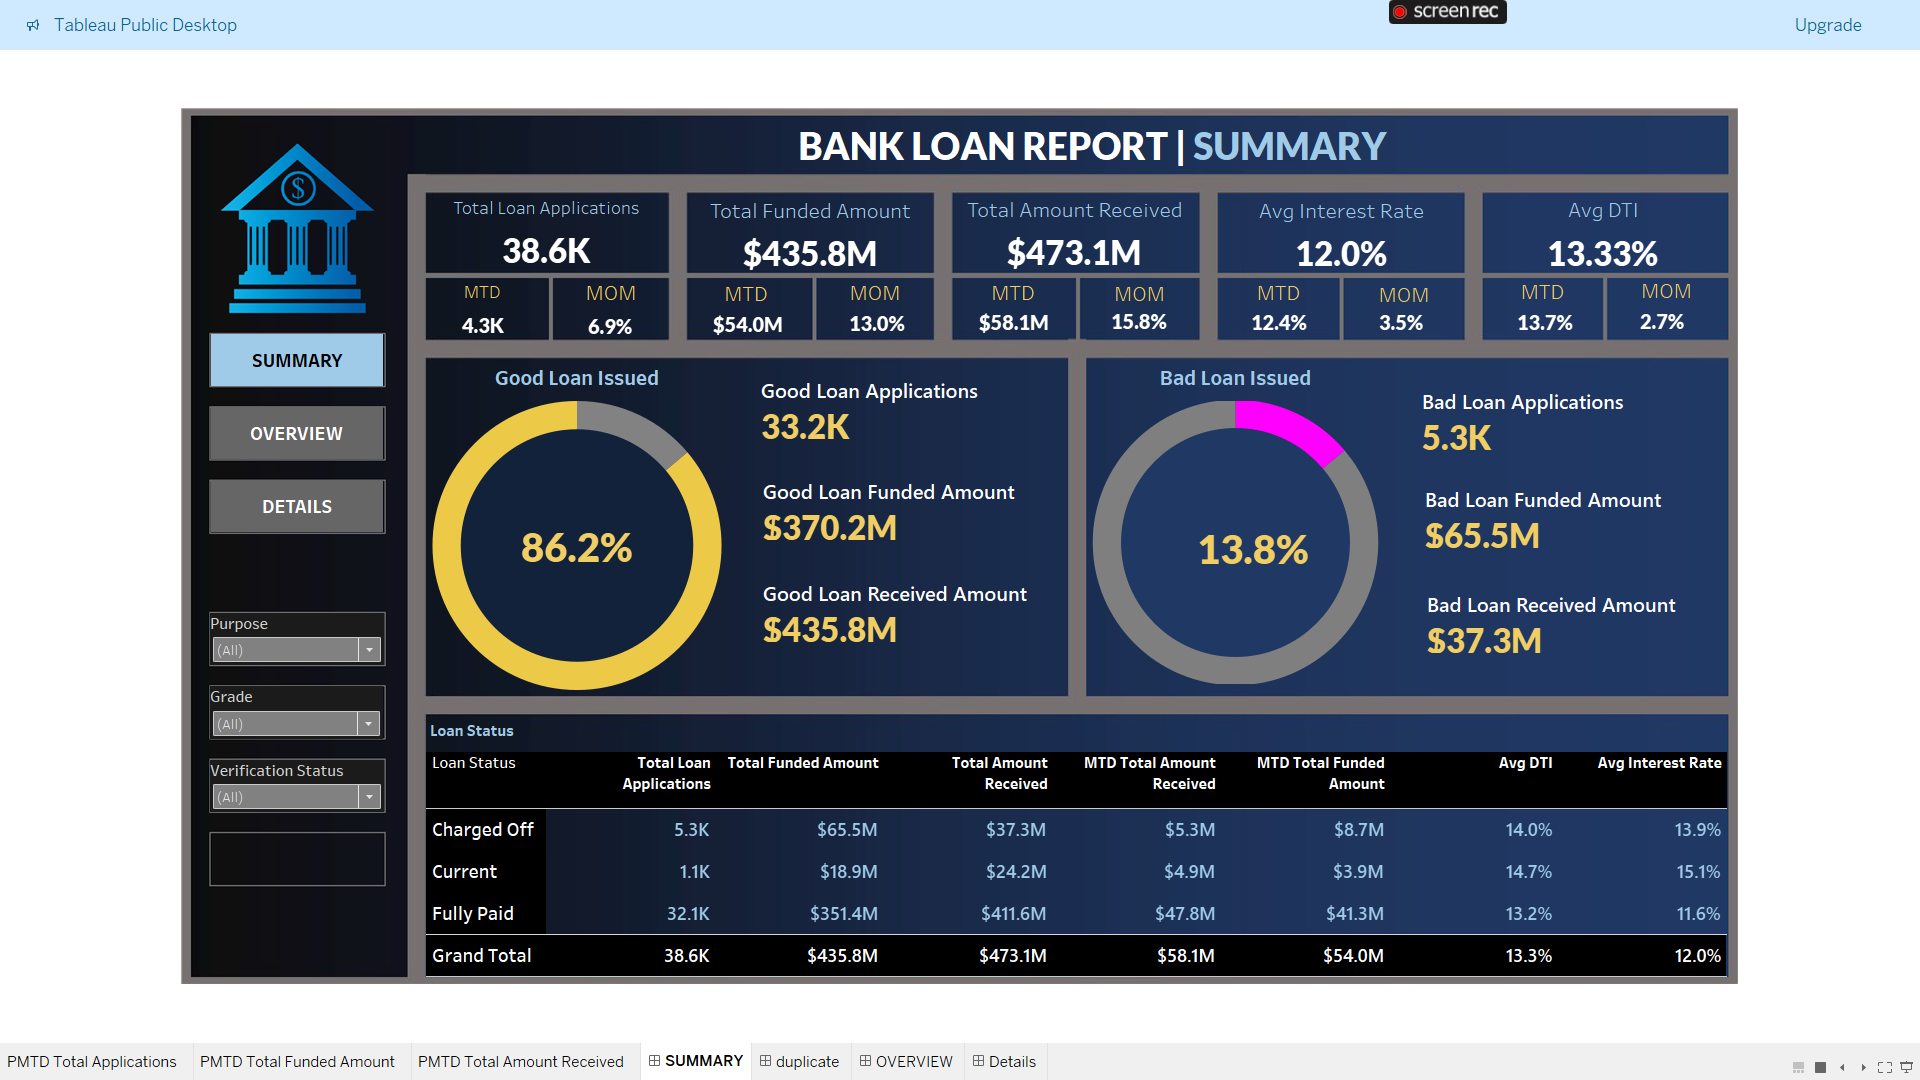 Tableau Public Desktop
screenrec
Upgrade
BANK LOAN REPORT | SUMMARY
$
SUMMARY
OVERVIEW
DETAILS
Purpose
(All)
Grade
(All)
Verification Status
(All)
Total Loan Applications
38.6K
MTD
4.3K
MOM
6.9%
Total Funded Amount
$435.8M
MTD
$54.0M
MOM
13.0%
Total Amount Received
$473.1M
MTD
$58.1M
MOM
15.8%
Avg Interest Rate
12.0%
MTD
12.4%
MOM
3.5%
Avg DTI
13.33%
MTD
13.7%
MOM
2.7%
Good Loan Issued
86.2%
Good Loan Applications
33.2K
Good Loan Funded Amount
$370.2M
Good Loan Received Amount
$435.8M
Bad Loan Issued
13.8%
Bad Loan Applications
5.3K
Bad Loan Funded Amount
$65.5M
Bad Loan Received Amount
$37.3M
Loan Status
Loan Status Total Loan Applications Total Funded Amount Total Amount Received MTD Total Amount Received MTD Total Funded Amount Avg DTI Avg Interest Rate
Charged Off 5.3K $65.5M $37.3M $5.3M $8.7M 14.0% 13.9%
Current 1.1K $18.9M $24.2M $4.9M $3.9M 14.7% 15.1%
Fully Paid 32.1K $351.4M $411.6M $47.8M $41.3M 13.2% 11.6%
Grand Total 38.6K $435.8M $473.1M $58.1M $54.0M 13.3% 12.0%
PMTD Total Applications PMTD Total Funded Amount PMTD Total Amount Received SUMMARY duplicate OVERVIEW Details